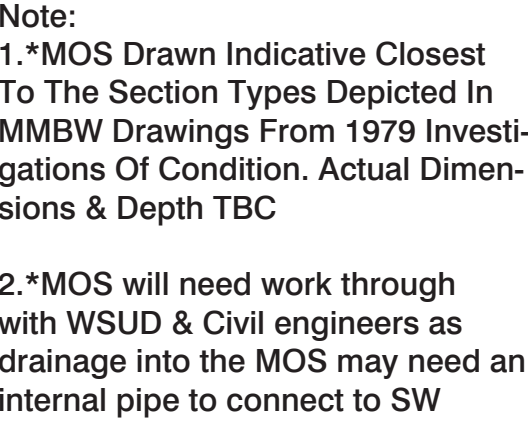 Note:
1.*MOS Drawn Indicative Closest
To The Section Types Depicted In
MMBW Drawings From 1979 Investi-
gations Of Condition. Actual Dimen-
sions & Depth TBC

2.*MOS will need work through
with WSUD & Civil engineers as
drainage into the MOS may need an
internal pipe to connect to SW